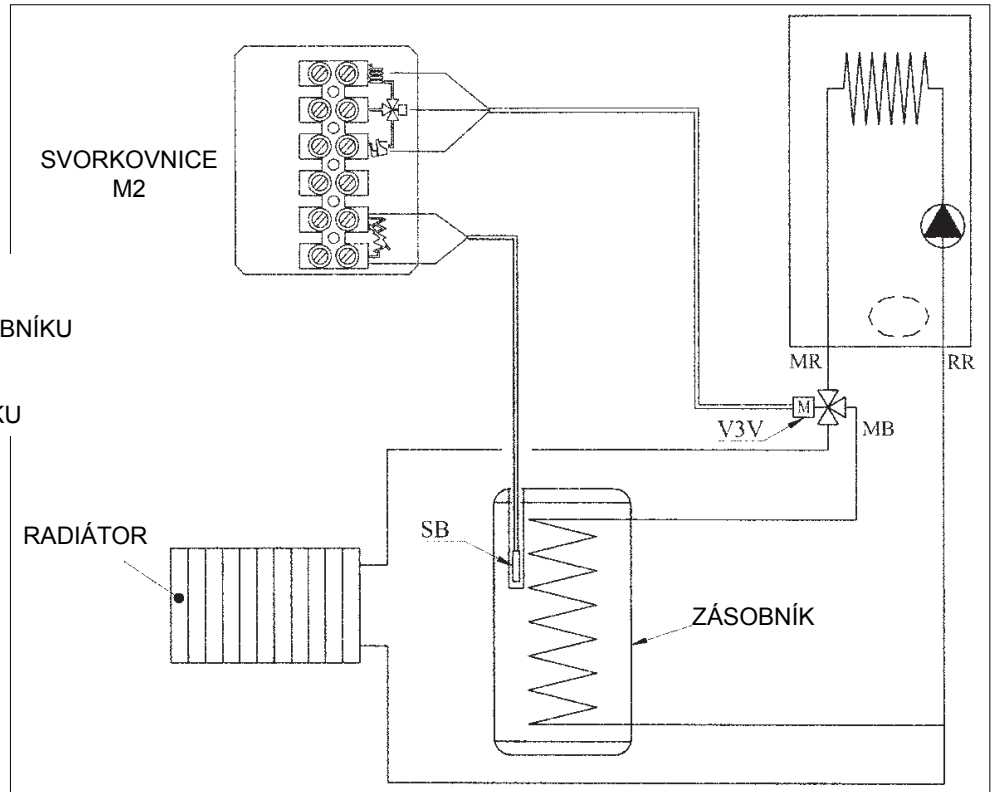 SVORKOVNICE
M2
BNÍKU
KU
MR
RR
M
V3V
MB
SB
RADIÁTOR
ZÁSOBNÍK